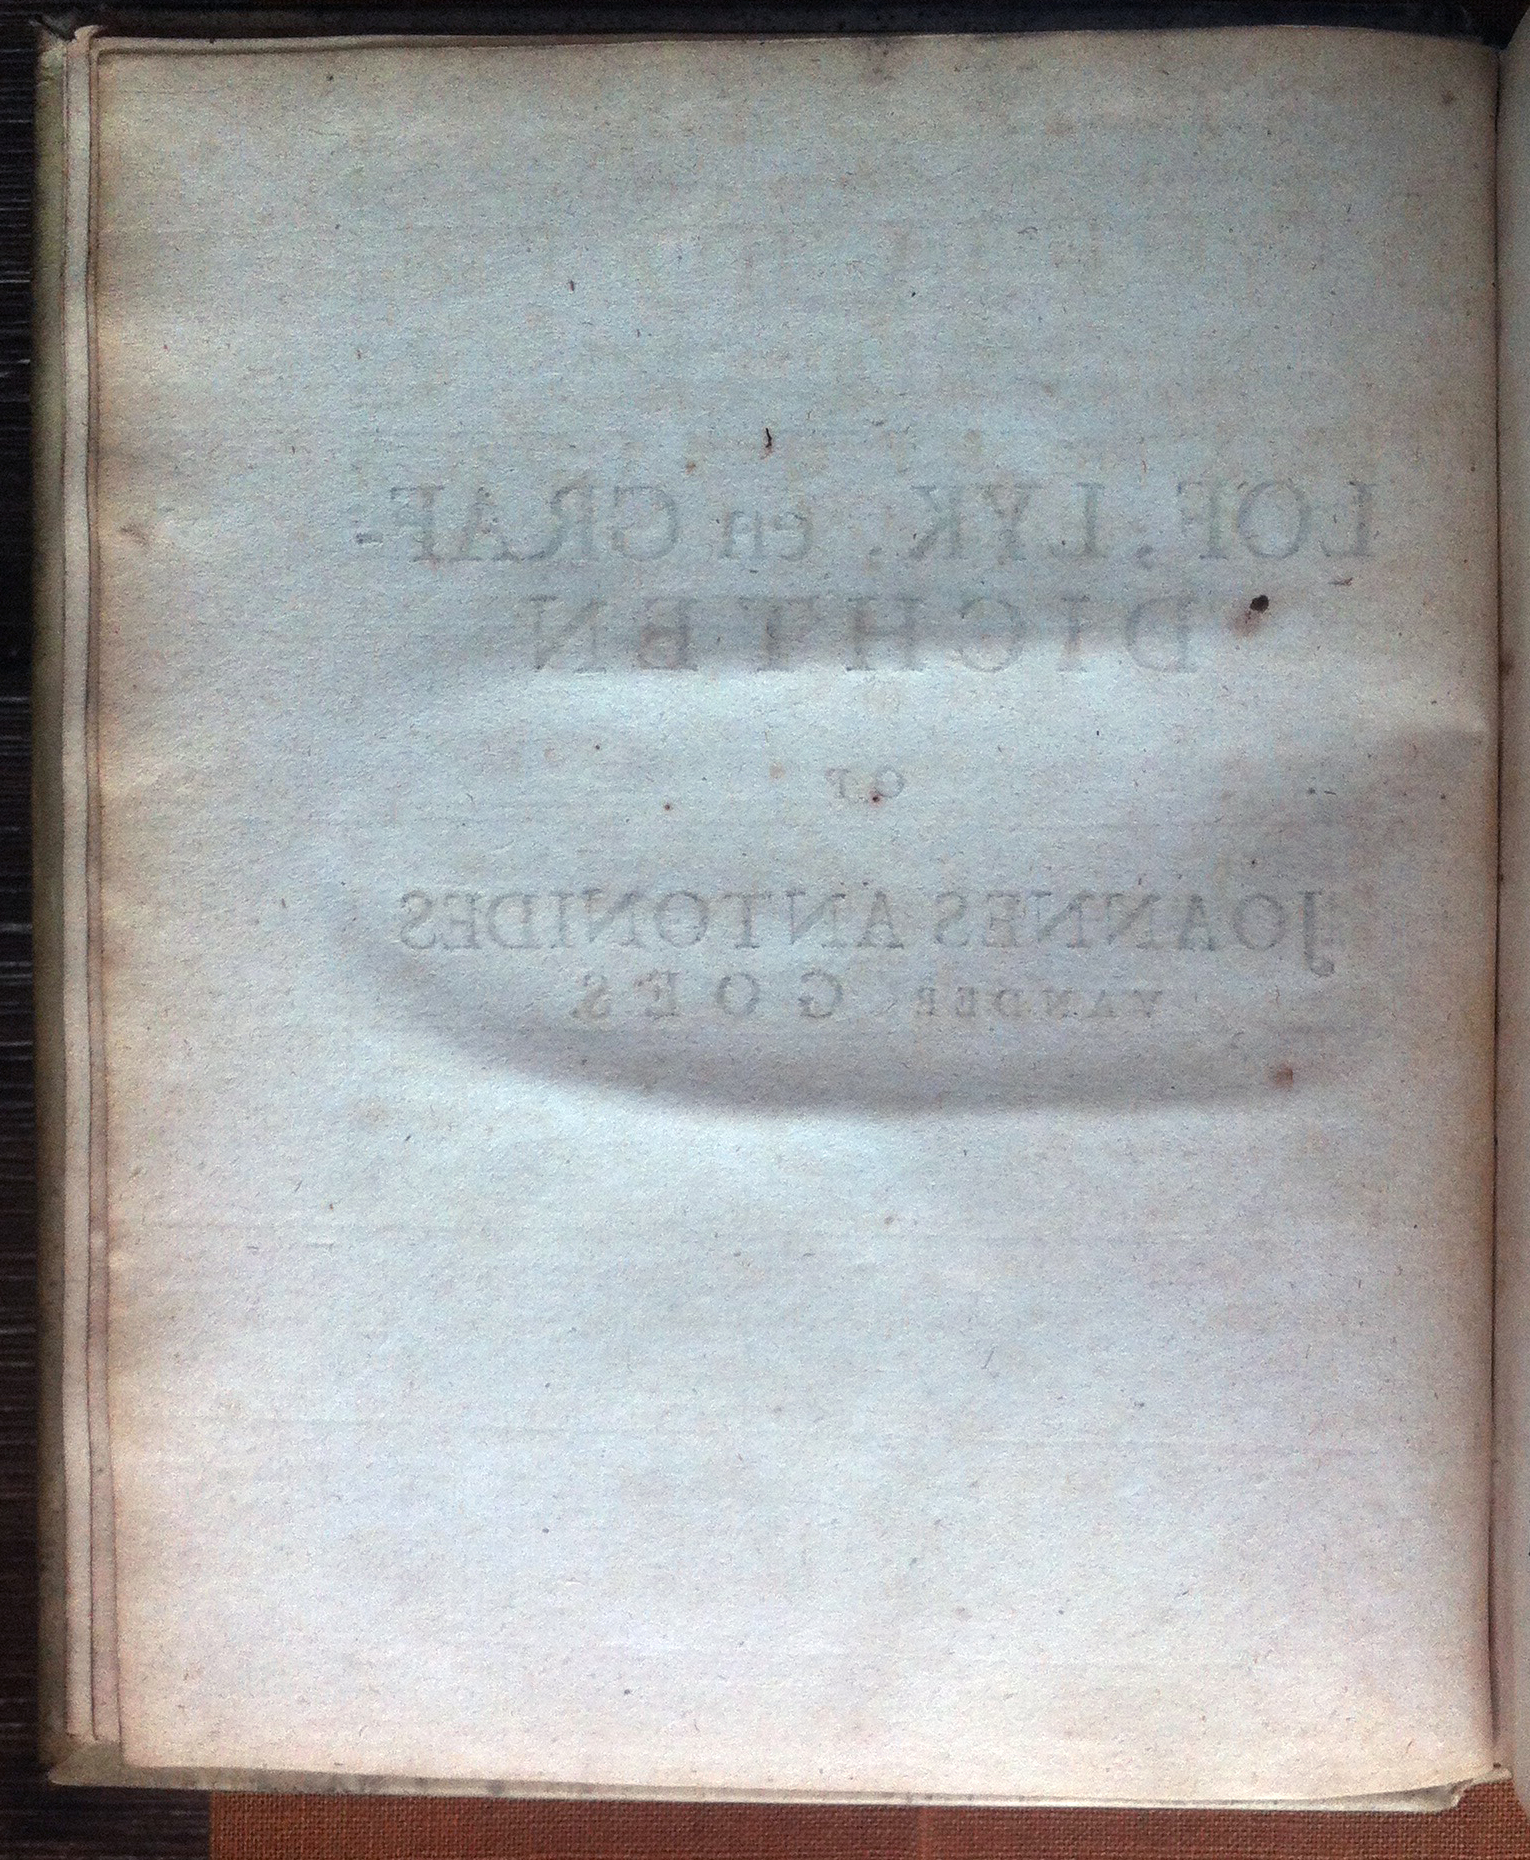 LOF, LYK, en GRAF-
DICHTEN
OP
JOANNES ANTONIDES
VANDER GOES.